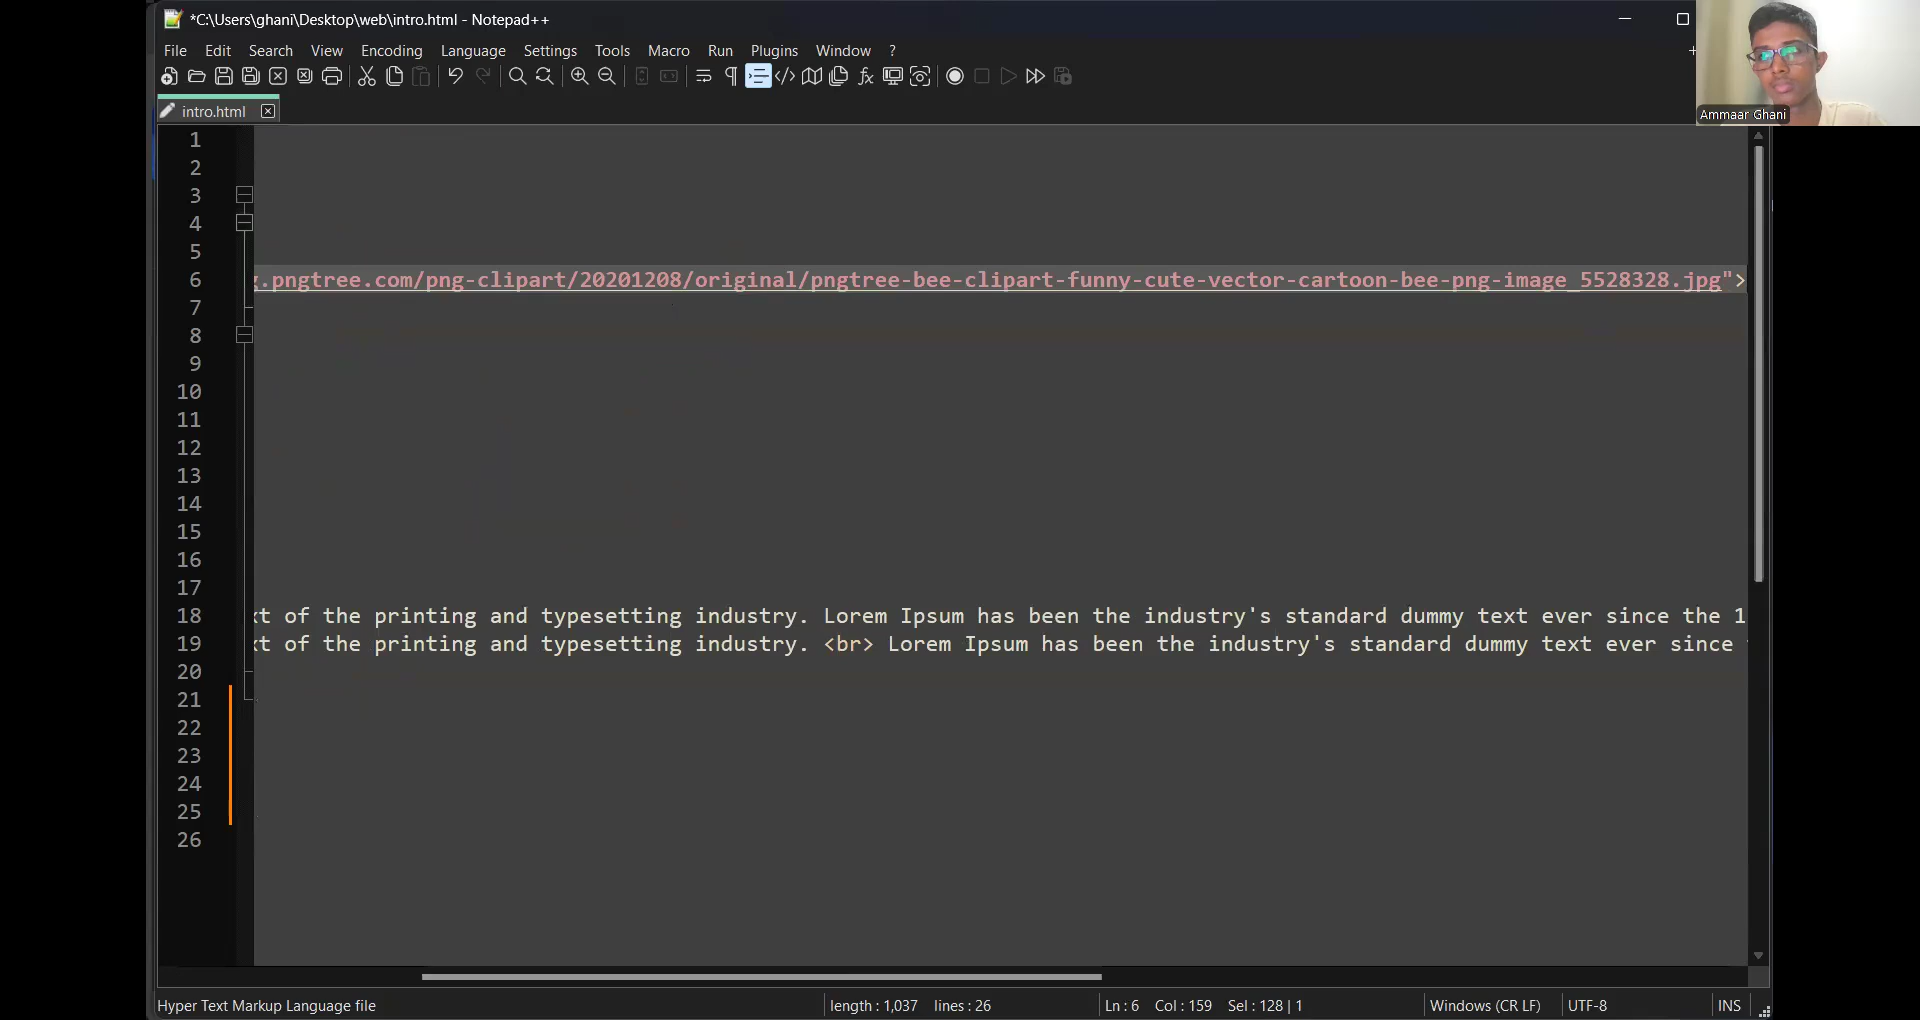 *C:\Users\ghani\Desktop\web\intro.html - Notepad++
File Edit Search View Encoding Language Settings Tools Macro Run Plugins Window ?
Ammaar Ghani
intro.html
1
2
3
4
5
6 g.pngtree.com/png-clipart/20201208/original/pngtree-bee-clipart-funny-cute-vector-cartoon-bee-png-image_5528328.jpg">
7
8
9
10
11
12
13
14
15
16
17
18 xt of the printing and typesetting industry. Lorem Ipsum has been the industry's standard dummy text ever since the 1
19 xt of the printing and typesetting industry. <br> Lorem Ipsum has been the industry's standard dummy text ever since
20
21
22
23
24
25
26
Hyper Text Markup Language file length : 1,037 lines : 26 Ln : 6 Col : 159 Sel : 128 | 1 Windows (CR LF) UTF-8 INS